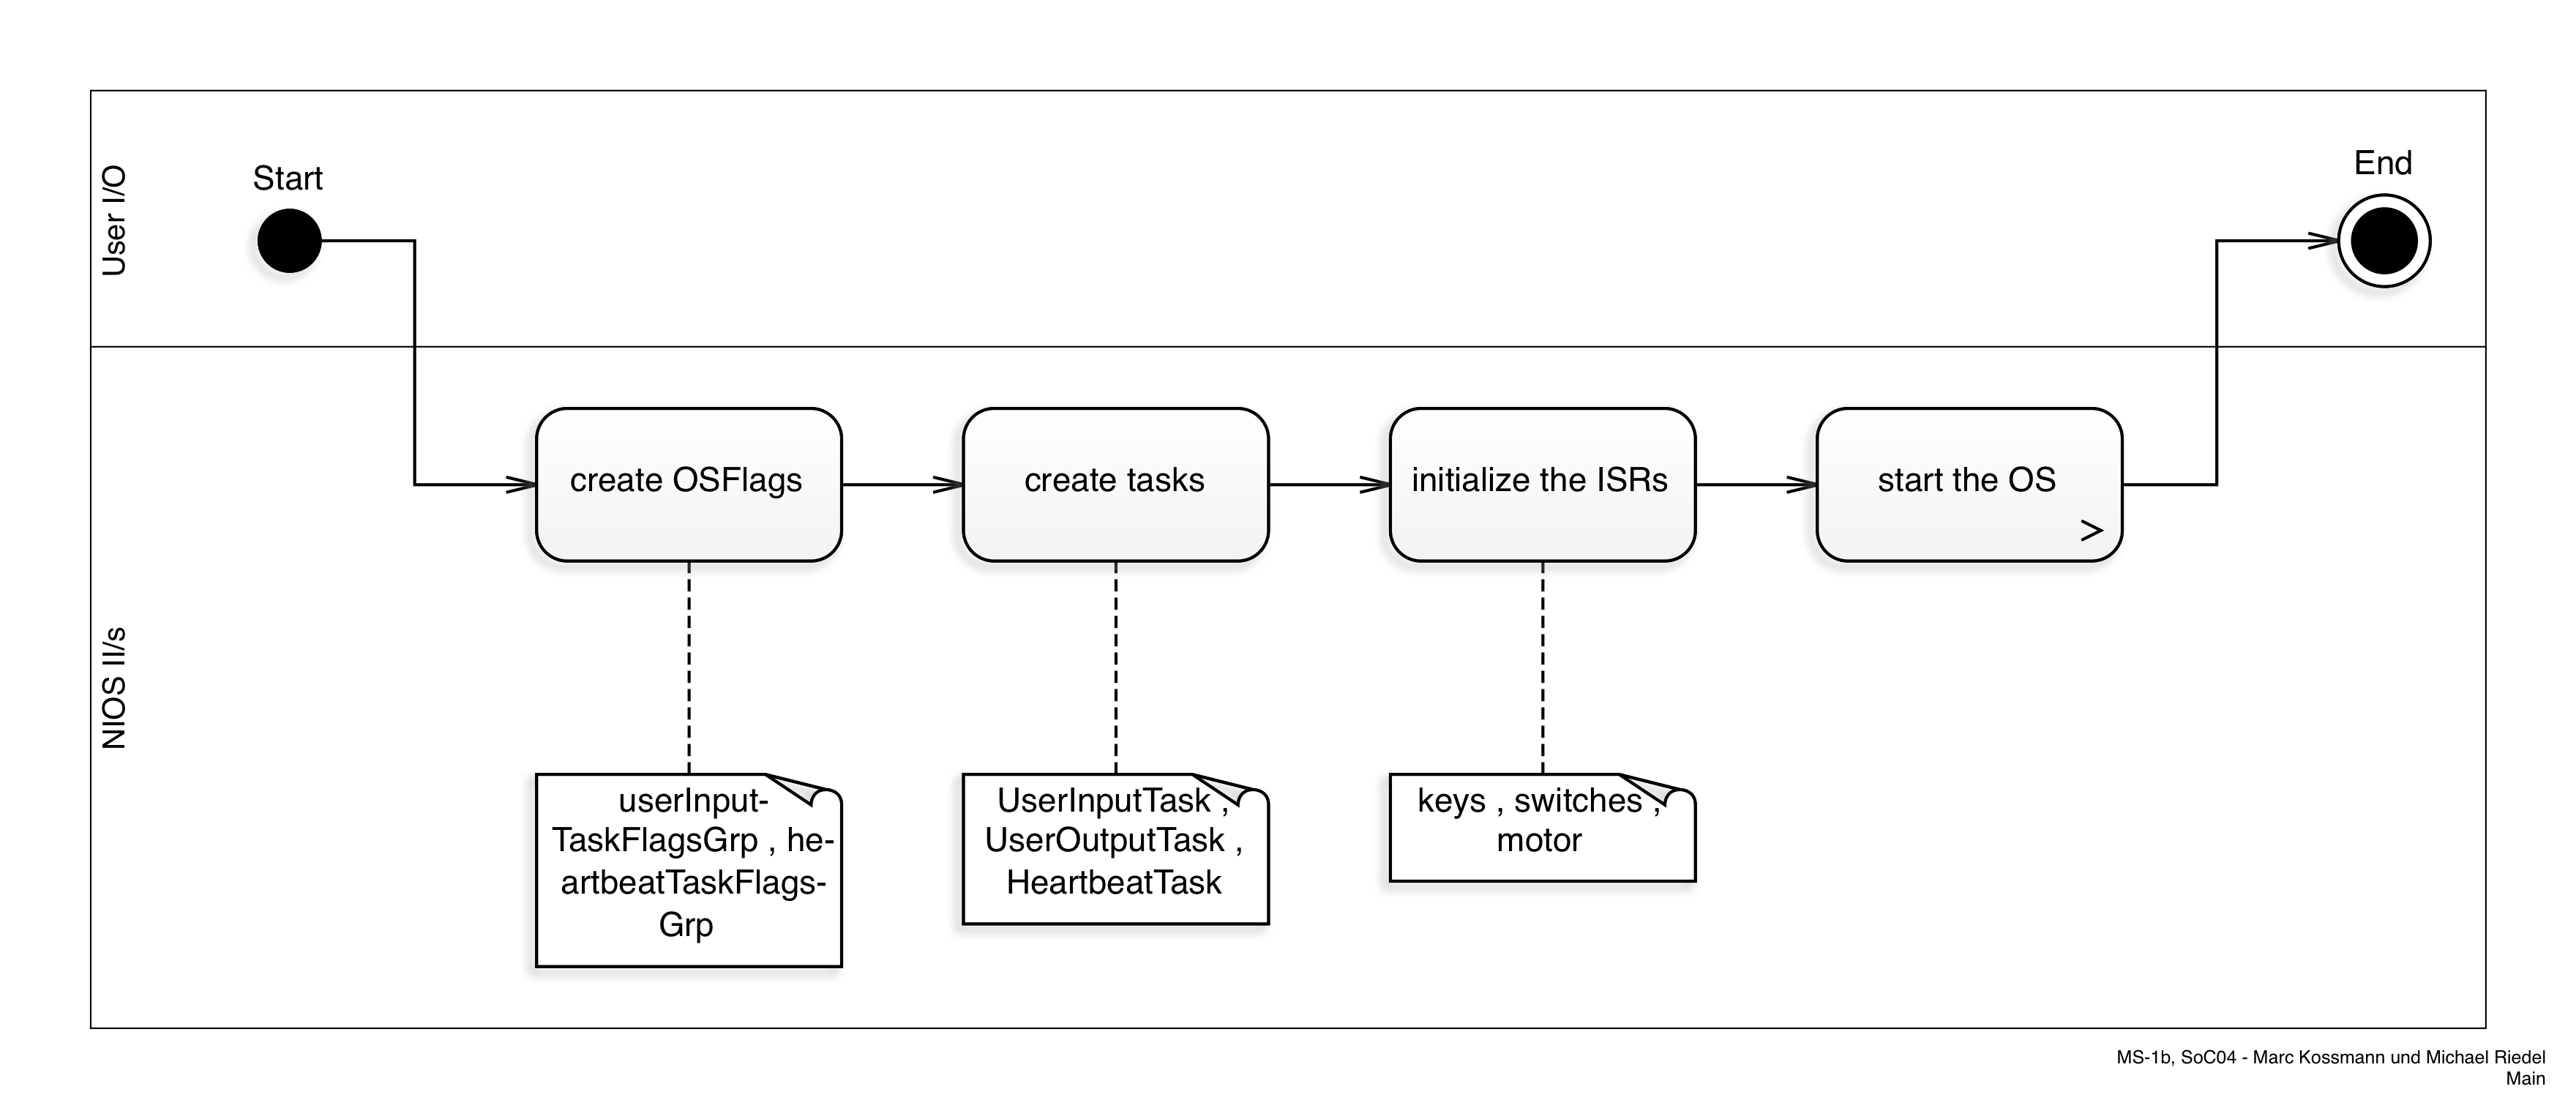 User I/O
Start
End
NIOS II/s
create OSFlags
create tasks
initialize the ISRs
start the OS
>
userInput-
TaskFlagsGrp , he-
artbeatTaskFlags-
Grp
UserInputTask ,
UserOutputTask ,
HeartbeatTask
keys , switches ,
motor
MS-1b, SoC04 - Marc Kossmann und Michael Riedel
Main